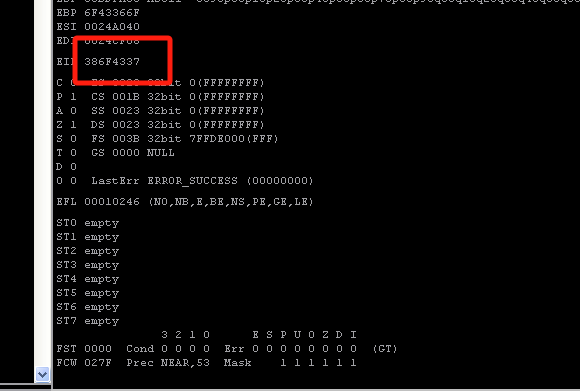 EBP 6F43366F
ESI 0024A040
EIP 386F4337
C 0 ES 0023 32bit 0(FFFFFFFF)
P 1 CS 001B 32bit 0(FFFFFFFF)
A 0 SS 0023 32bit 0(FFFFFFFF)
Z 1 DS 0023 32bit 0(FFFFFFFF)
S 0 FS 003B 32bit 7FFDE000(FFF)
T 0 GS 0000 NULL
D 0
O 0 LastErr ERROR_SUCCESS (00000000)
EFL 00010246 (NO,NB,E,BE,NS,PE,GE,LE)
ST0 empty
ST1 empty
ST2 empty
ST3 empty
ST4 empty
ST5 empty
ST6 empty
ST7 empty
3 2 1 0 E S P U O Z D I
FST 0000 Cond 0 0 0 0 Err 0 0 0 0 0 0 0 0 (GT)
FCW 027F Prec NEAR,53 Mask 1 1 1 1 1 1